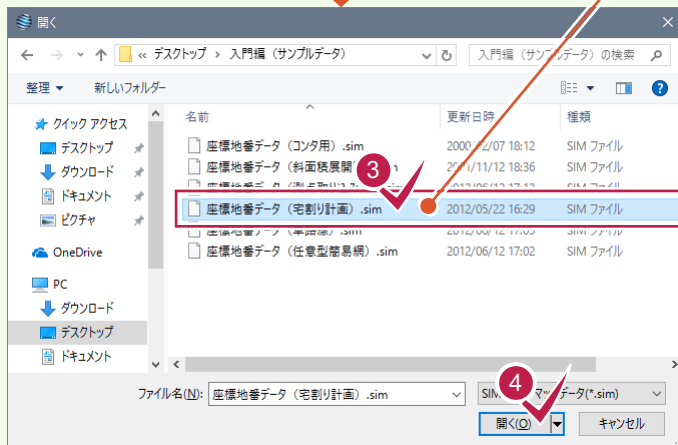 開く
« デスクトップ › 入門編（サンプルデータ）
入門編（サンプルデータ）の検索
整理 新しいフォルダー
名前 更新日時 種類
クイック アクセス
デスクトップ
ダウンロード
ドキュメント
ピクチャ
OneDrive
PC
ダウンロード
デスクトップ
ドキュメント
座標地番データ（コンタ用）.sim 18:12 SIM ファイル
座標地番データ（斜面積展開 3 /11/12 18:36 SIM ファイル
座標地番データ（宅割り計画）.sim 2012/05/22 16:29 SIM ファイル
座標地番データ（任意型簡易網）.sim 2012/06/12 17:02 SIM ファイル
ファイル名(N): 座標地番データ（宅割り計画）.sim
SIM データ(*.sim)
4
開く(O) キャンセル